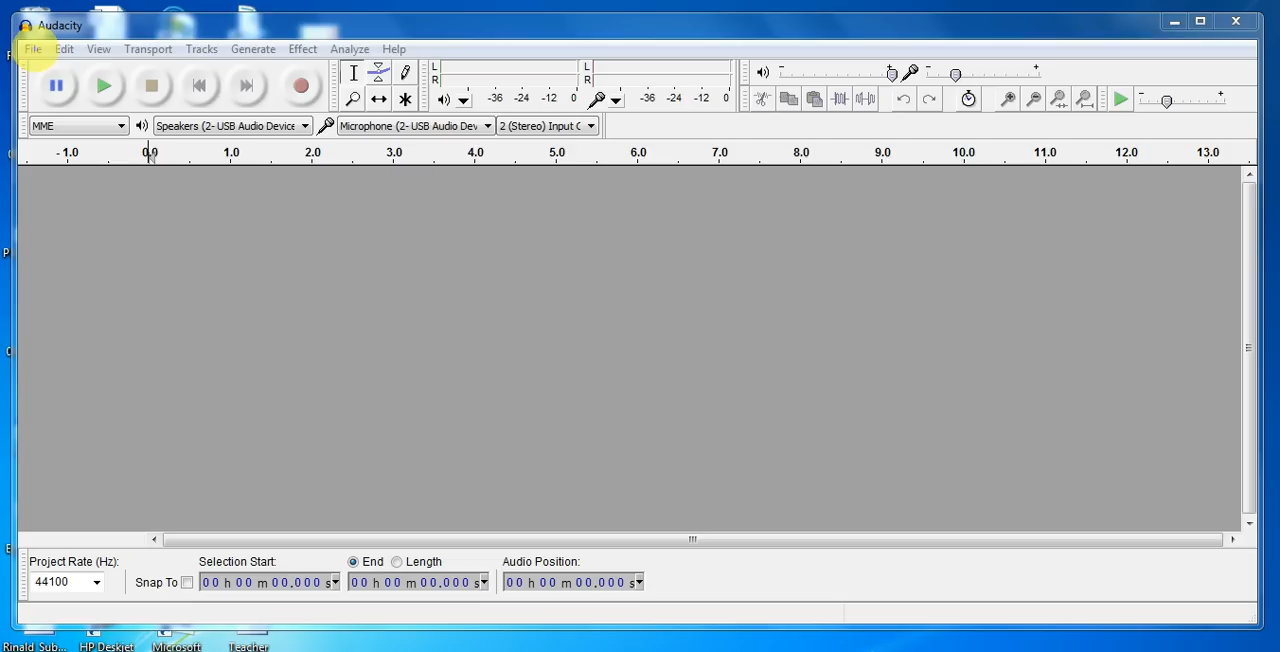 Audacity
File Edit View Transport Tracks Generate Effect Analyze Help
L
R
L
R
-36 -24 -12 0
-36 -24 -12 0
MME
Speakers (2- USB Audio Device
Microphone (2- USB Audio Dev
2 (Stereo) Input C
- 1.0 0.0 1.0 2.0 3.0 4.0 5.0 6.0 7.0 8.0 9.0 10.0 11.0 12.0 13.0
Project Rate (Hz):
Selection Start:
End
Length
Audio Position:
44100
Snap To
00 h 00 m 00.000 s
00 h 00 m 00.000 s
00 h 00 m 00.000 s
Rinald_Sub... HP Deskjet Microsoft Teacher